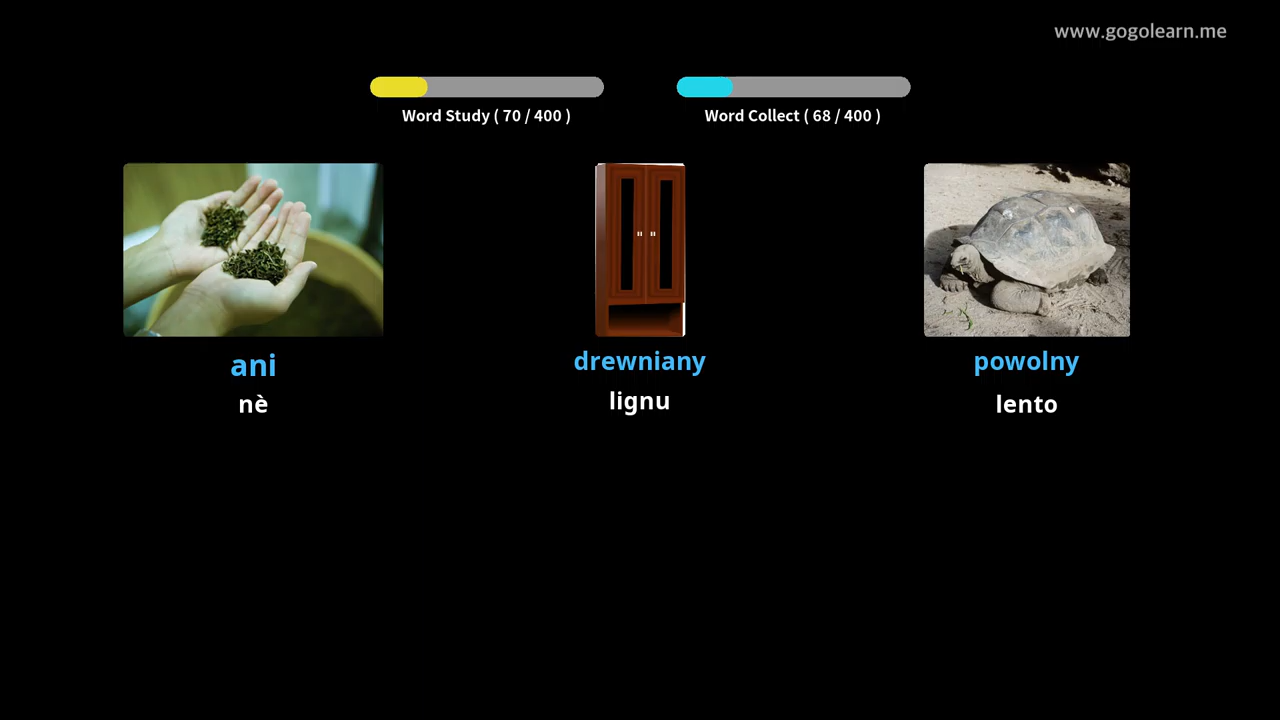 www.gogolearn.me
Word Study ( 70 / 400 )
Word Collect ( 68 / 400 )
ani
nè
drewniany
lignu
powolny
lento